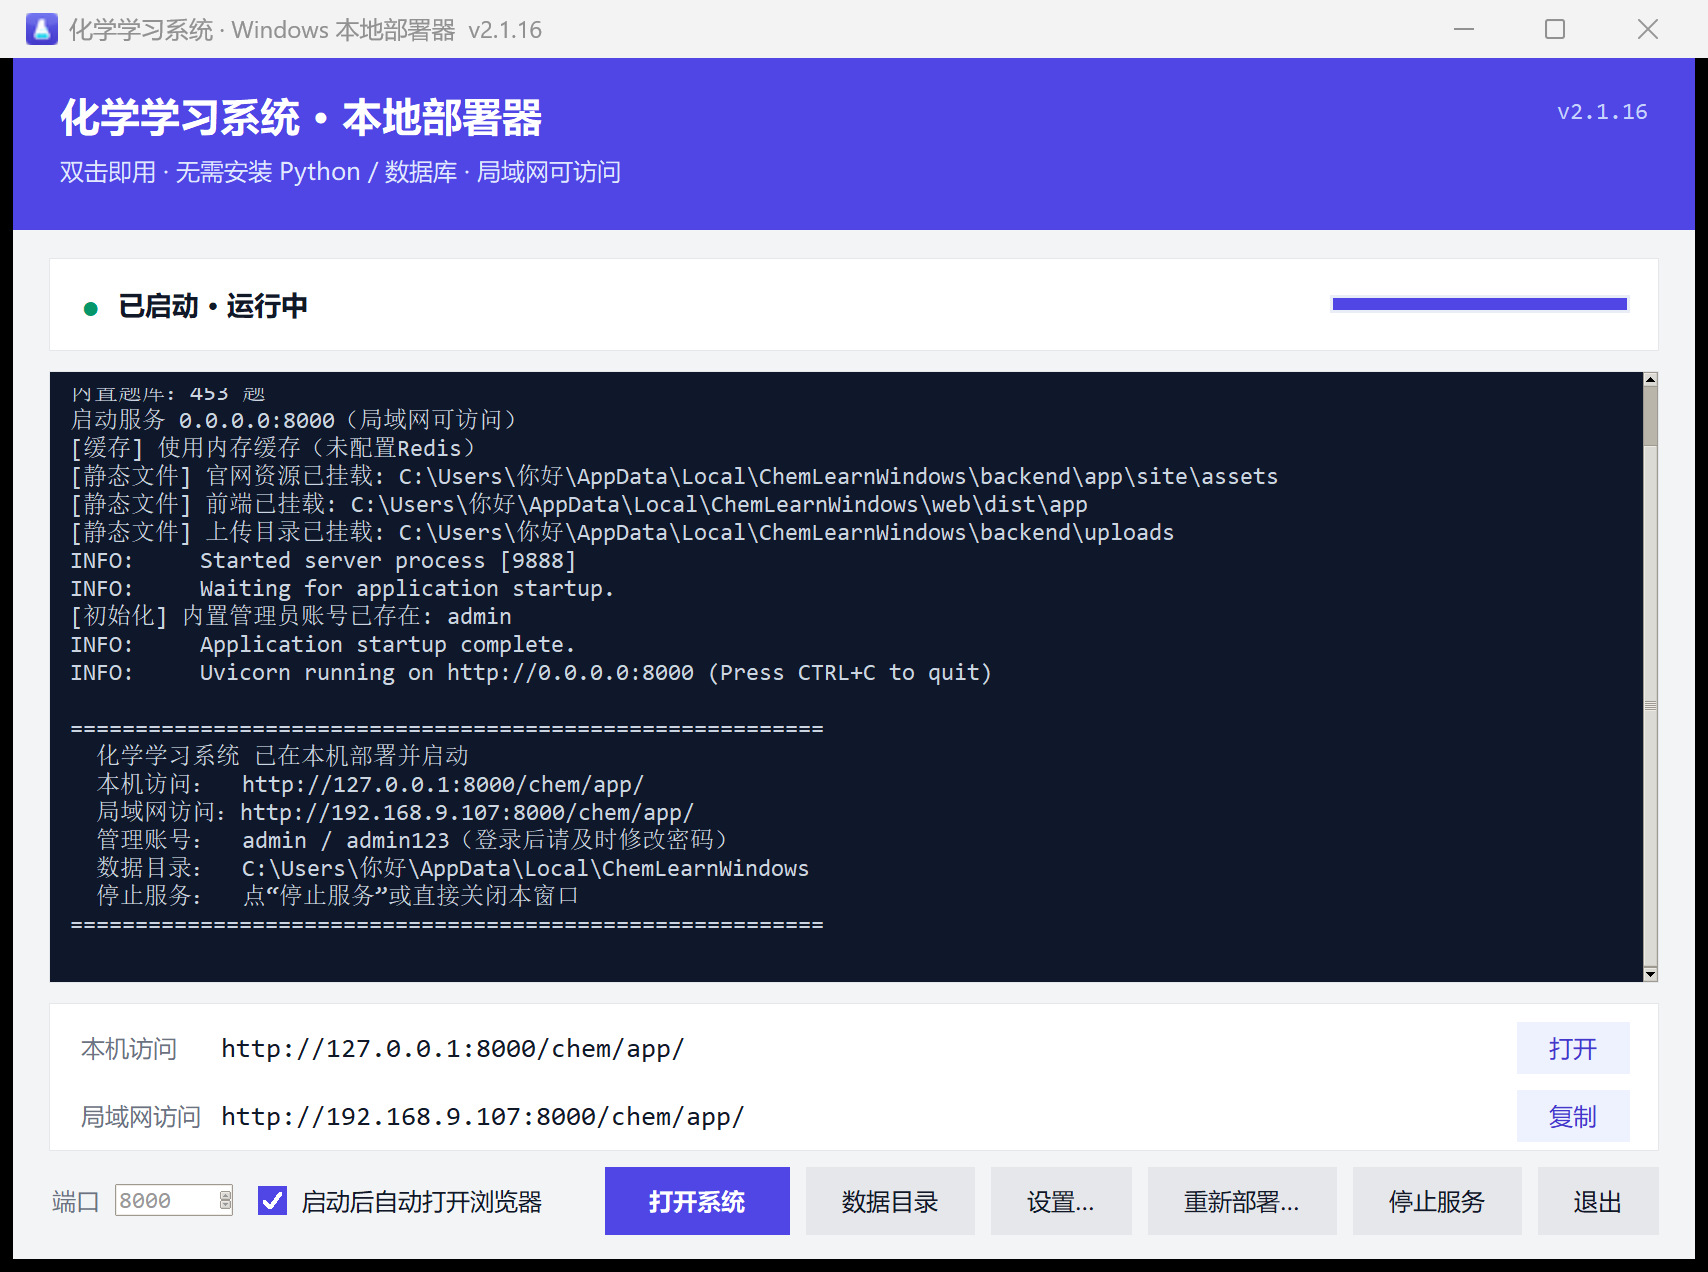 化学学习系统 · Windows 本地部署器 v2.1.16
化学学习系统 · 本地部署器
v2.1.16
双击即用 · 无需安装 Python / 数据库 · 局域网可访问
● 已启动 · 运行中
内置题库: 453 题
启动服务 0.0.0.0:8000（局域网可访问）
[缓存] 使用内存缓存（未配置Redis）
[静态文件] 官网资源已挂载: C:\Users\你好\AppData\Local\ChemLearnWindows\backend\app\site\assets
[静态文件] 前端已挂载: C:\Users\你好\AppData\Local\ChemLearnWindows\web\dist\app
[静态文件] 上传目录已挂载: C:\Users\你好\AppData\Local\ChemLearnWindows\backend\uploads
INFO:     Started server process [9888]
INFO:     Waiting for application startup.
[初始化] 内置管理员账号已存在: admin
INFO:     Application startup complete.
INFO:     Uvicorn running on http://0.0.0.0:8000 (Press CTRL+C to quit)
==========================================================
化学学习系统 已在本机部署并启动
本机访问:   http://127.0.0.1:8000/chem/app/
局域网访问: http://192.168.9.107:8000/chem/app/
管理账号:   admin / admin123（登录后请及时修改密码）
数据目录:   C:\Users\你好\AppData\Local\ChemLearnWindows
停止服务:   点“停止服务”或直接关闭本窗口
==========================================================
本机访问 http://127.0.0.1:8000/chem/app/ 打开
局域网访问 http://192.168.9.107:8000/chem/app/ 复制
端口 8000 启动后自动打开浏览器 打开系统 数据目录 设置... 重新部署... 停止服务 退出